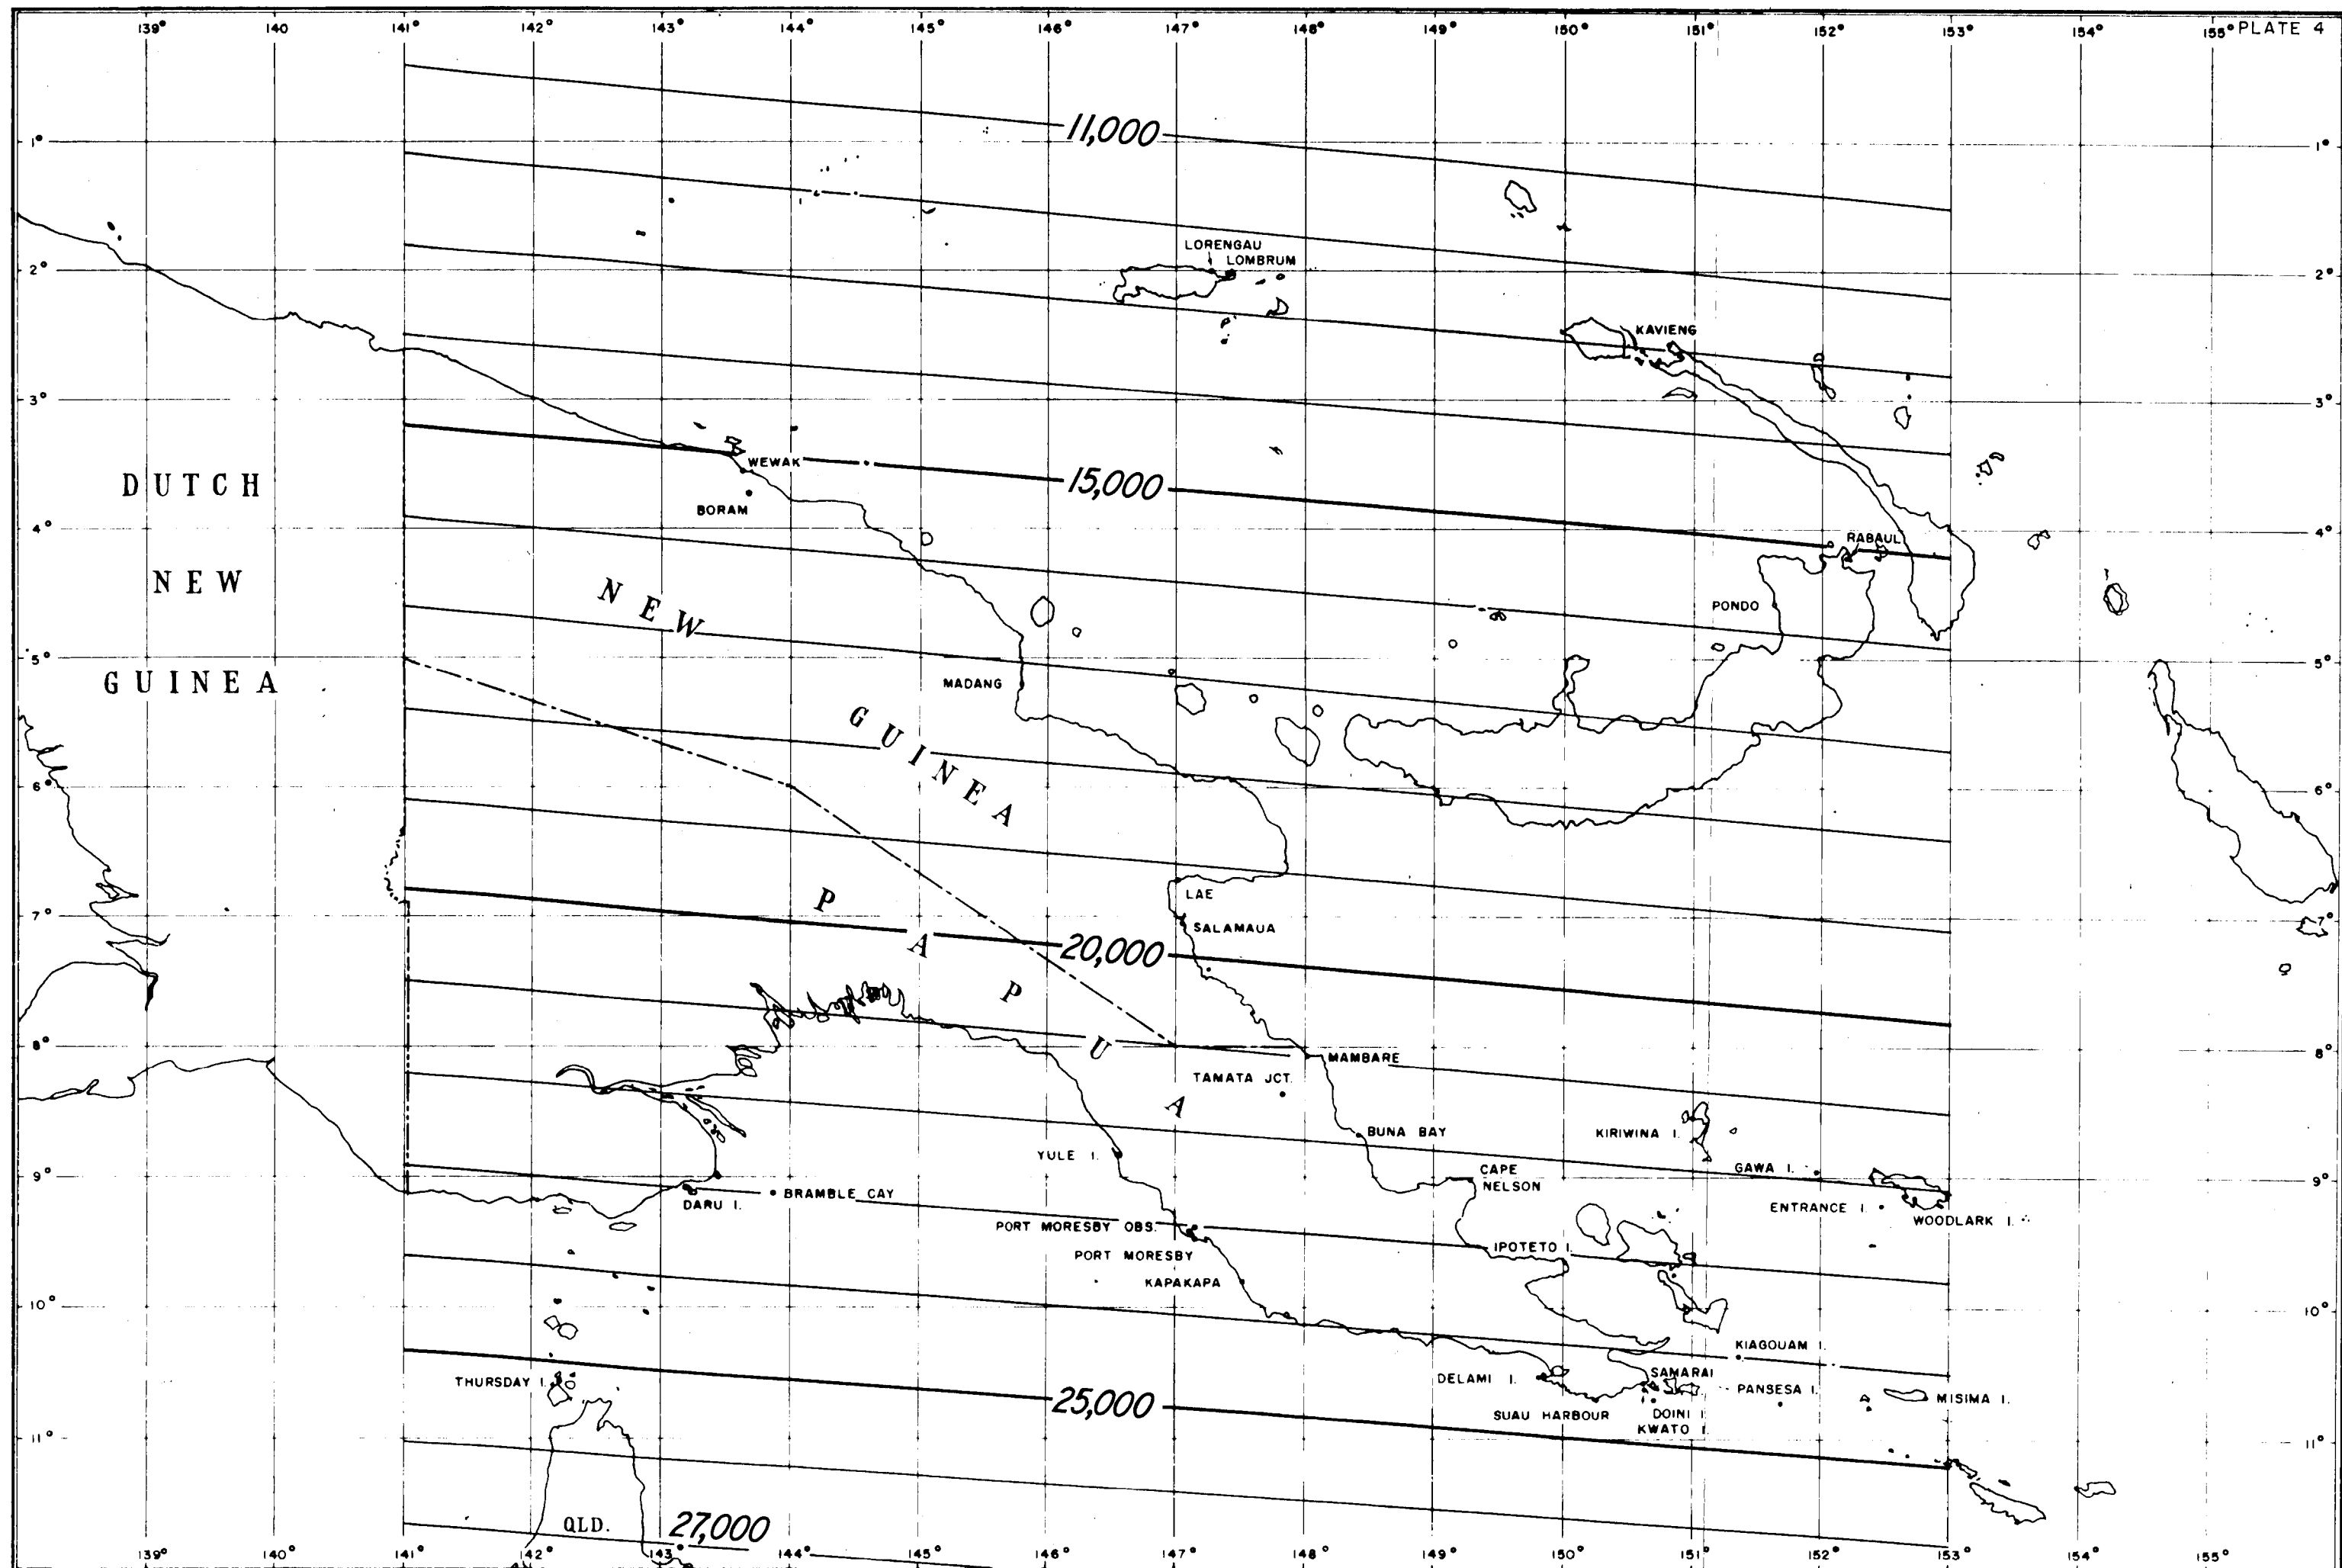 139° 140 141° 142° 143° 144° 145° 146° 147° 148° 149° 150° 151° 152° 153° 154° 155° PLATE 4
11,000
1° 1°
LORENGAU
LOMBRUM
2° 2°
KAVIENG
3° 3°
WEWAK
15,000
DUTCH
BORAM
4° 4°
RABAUL
NEW
NEW
PONDO
5° 5°
GUINEA
MADANG
GUINEA
6° 6°
LAE
7° 7°
PAPUA
SALAMAUA
20,000
8° 8°
MAMBARE
TAMATA JCT.
BUNA BAY
KIRIWINA I.
YULE I.
GAWA I.
9° 9°
CAPE
NELSON
BRAMBLE CAY
DARU I.
ENTRANCE I.
WOODLARK I.
PORT MORESBY OBS.
IPOTETO I.
PORT MORESBY
KAPAKAPA
10° 10°
KIAGOUAM I.
THURSDAY I.
DELAMI I.
SAMARAI
PANSESA I.
MISIMA I.
25,000
SUAU HARBOUR
DOINI I.
KWATO I.
11° 11°
QLD.
27,000
139° 140° 141° 142° 143° 144° 145° 146° 147° 148° 149° 150° 151° 152° 153° 154° 155°